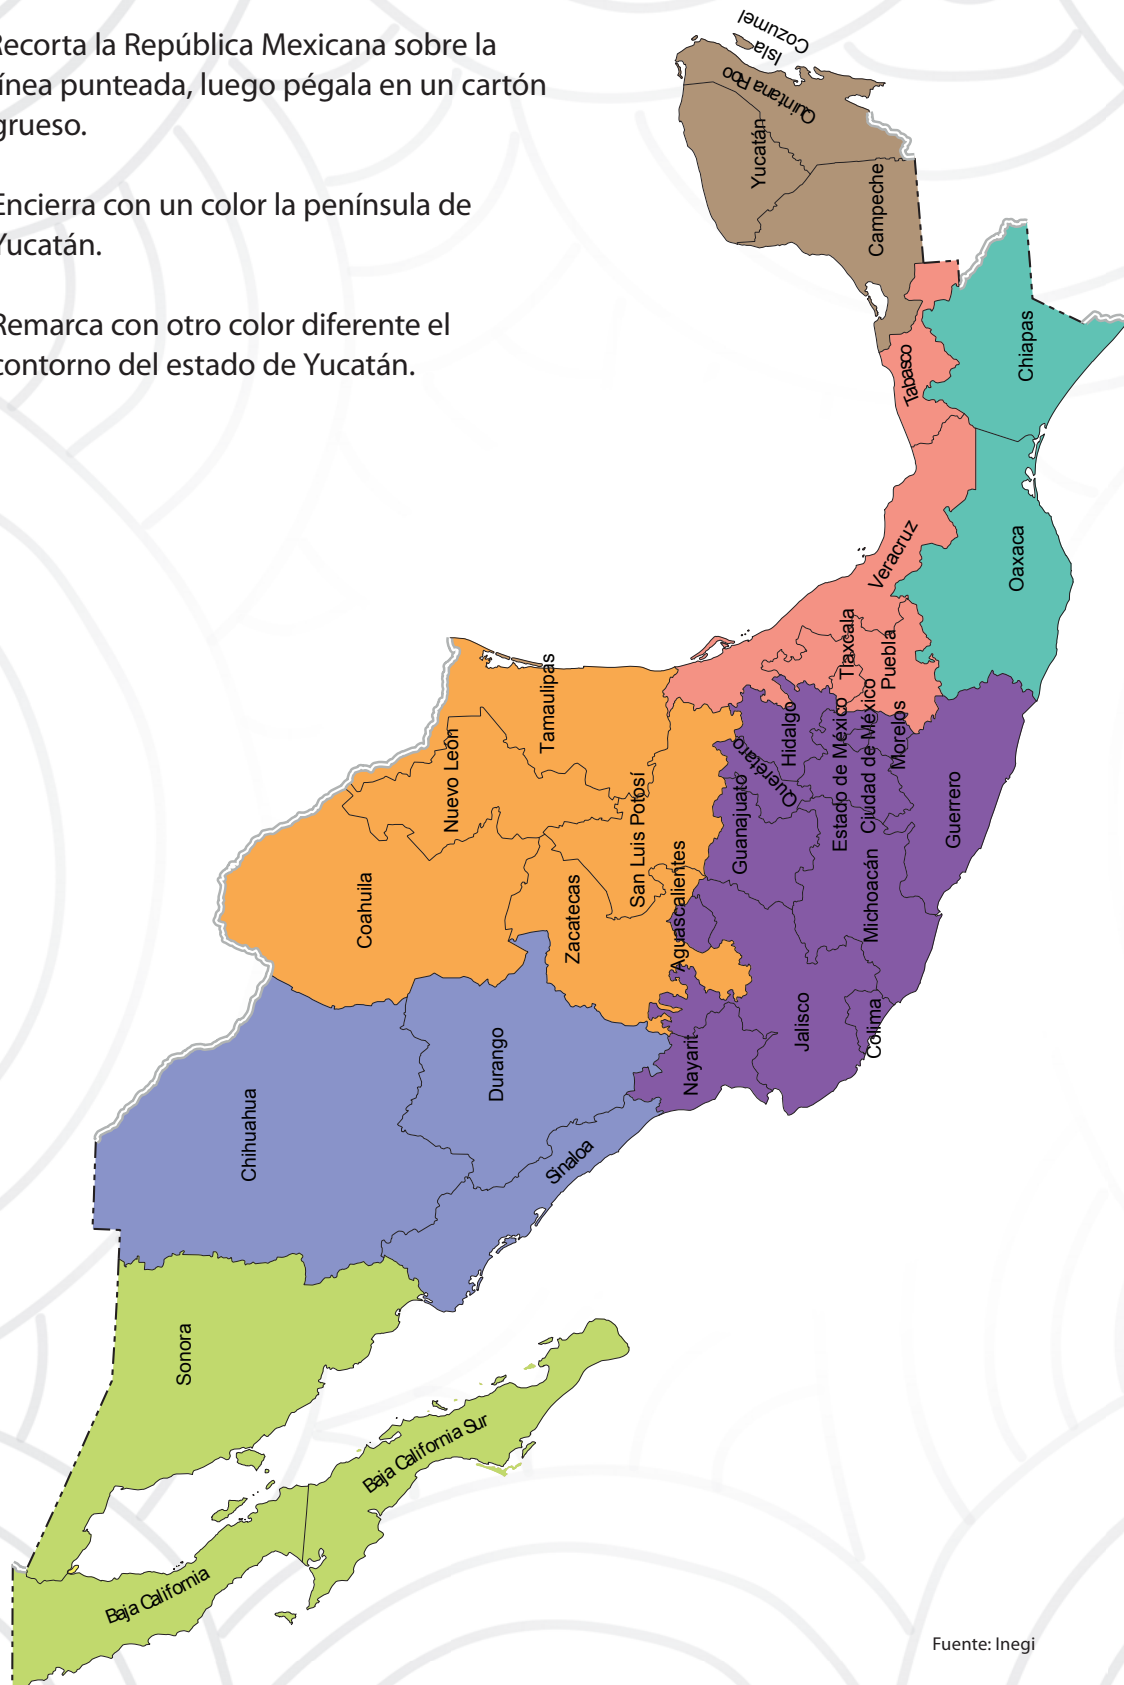 Recorta la República Mexicana sobre la
línea punteada, luego pégala en un cartón
grueso.
Encierra con un color la península de
Yucatán.
Remarca con otro color diferente el
contorno del estado de Yucatán.
Isla
Cozumel
Quintana Roo
Yucatán
Campeche
Tabasco
Chiapas
Veracruz
Oaxaca
Tlaxcala
Puebla
Tamaulipas
Nuevo León
Hidalgo
Estado de México
Ciudad de México
Morelos
Querétaro
Guanajuato
San Luis Potosí
Guerrero
Coahuila
Zacatecas
Aguascalientes
Michoacán
Jalisco
Colima
Durango
Nayarit
Chihuahua
Sinaloa
Sonora
Baja California Sur
Baja California
Fuente: Inegi